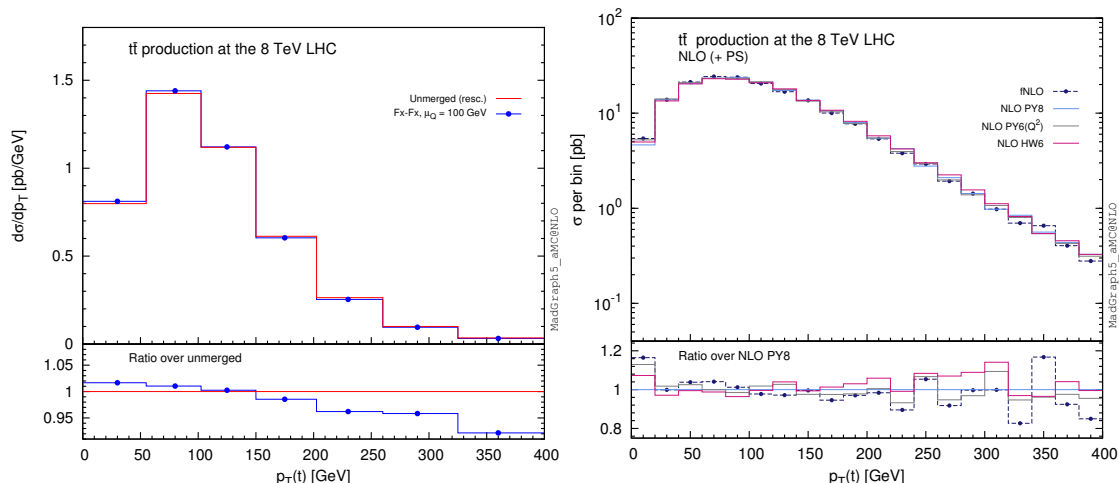 tt̄ production at the 8 TeV LHC
Unmerged (resc.)
Fx-Fx, μQ = 100 GeV
dσ/dpT [pb/GeV]
1.5
1
0.5
0
MadGraph5_aMC@NLO
Ratio over unmerged
1.05
1
0.95
0 50 100 150 200 250 300 350 400
pT(t) [GeV]
tt̄ production at the 8 TeV LHC
NLO (+ PS)
fNLO
NLO PY8
NLO PY6(Q²)
NLO HW6
σ per bin [pb]
10²
10¹
10⁰
10⁻¹
MadGraph5_aMC@NLO
Ratio over NLO PY8
1.2
1.0
0.8
0 50 100 150 200 250 300 350 400
pT(t) [GeV]